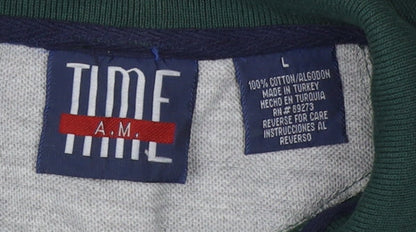 TIME
A.M.
L
100% COTTON/ALGODON
MADE IN TURKEY
HECHO EN TURQUIA
RN # 89273
REVERSE FOR CARE
INSTRUCCIONES AL
REVERSO